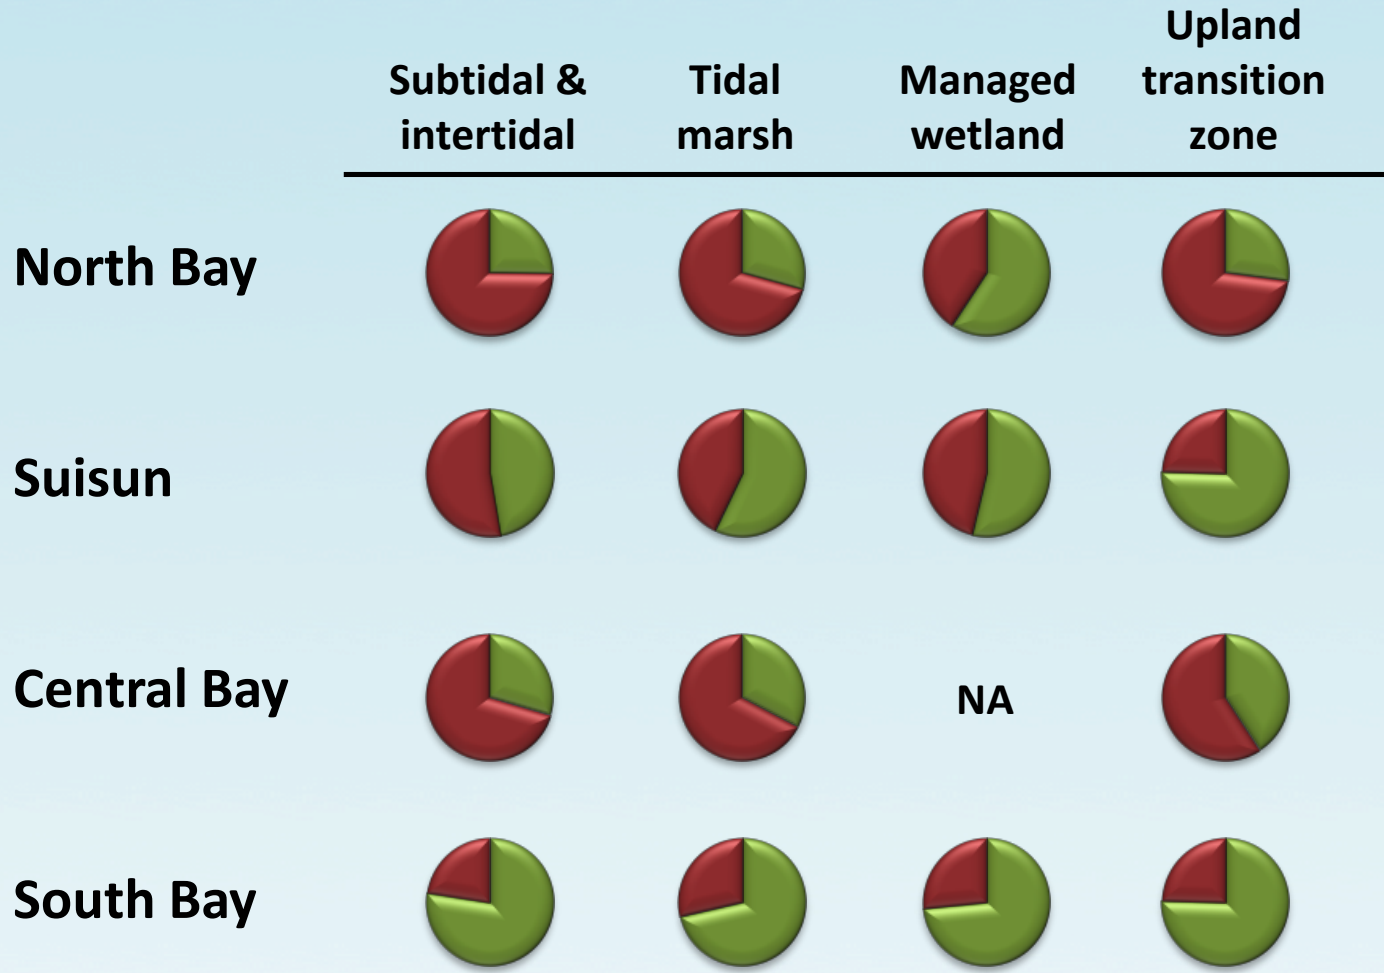 Subtidal &
intertidal
Tidal
marsh
Managed
wetland
Upland
transition
zone
North Bay
Suisun
Central Bay
NA
South Bay